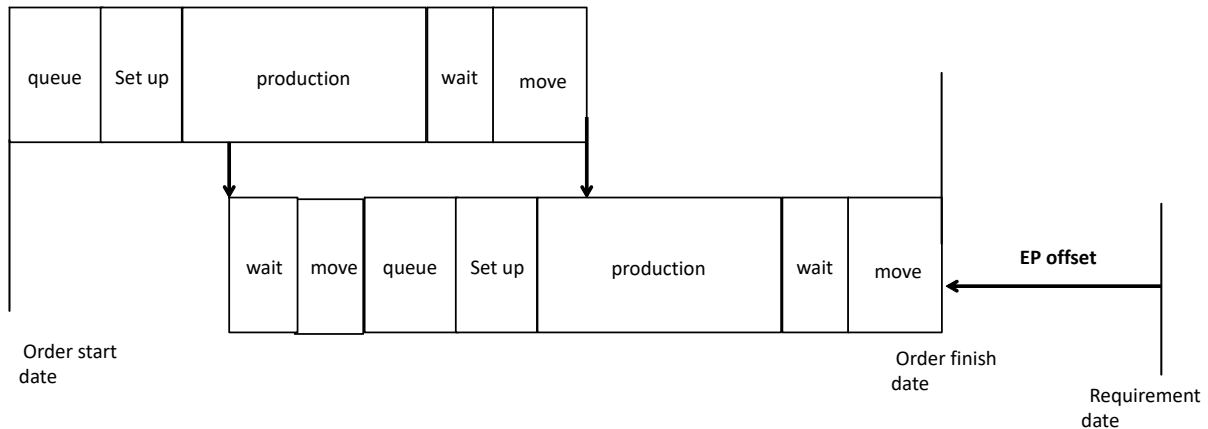 queue
Set up
production
wait
move
wait
move
queue
Set up
production
wait
move
EP offset
Order start
date
Order finish
date
Requirement
date